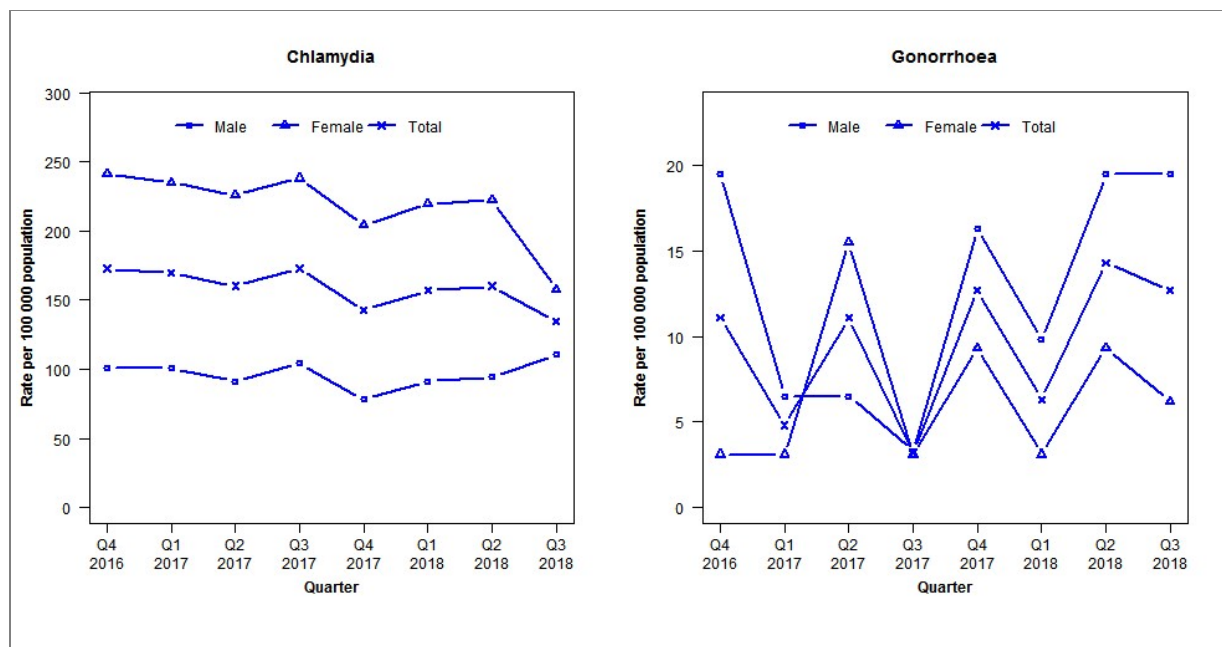 Chlamydia
Rate per 100 000 population
300
250
200
150
100
50
0
Male Female Total
Q4 Q1 Q2 Q3 Q4 Q1 Q2 Q3
2016 2017 2017 2017 2017 2018 2018 2018
Quarter
Gonorrhoea
Rate per 100 000 population
20
15
10
5
0
Male Female Total
Q4 Q1 Q2 Q3 Q4 Q1 Q2 Q3
2016 2017 2017 2017 2017 2018 2018 2018
Quarter